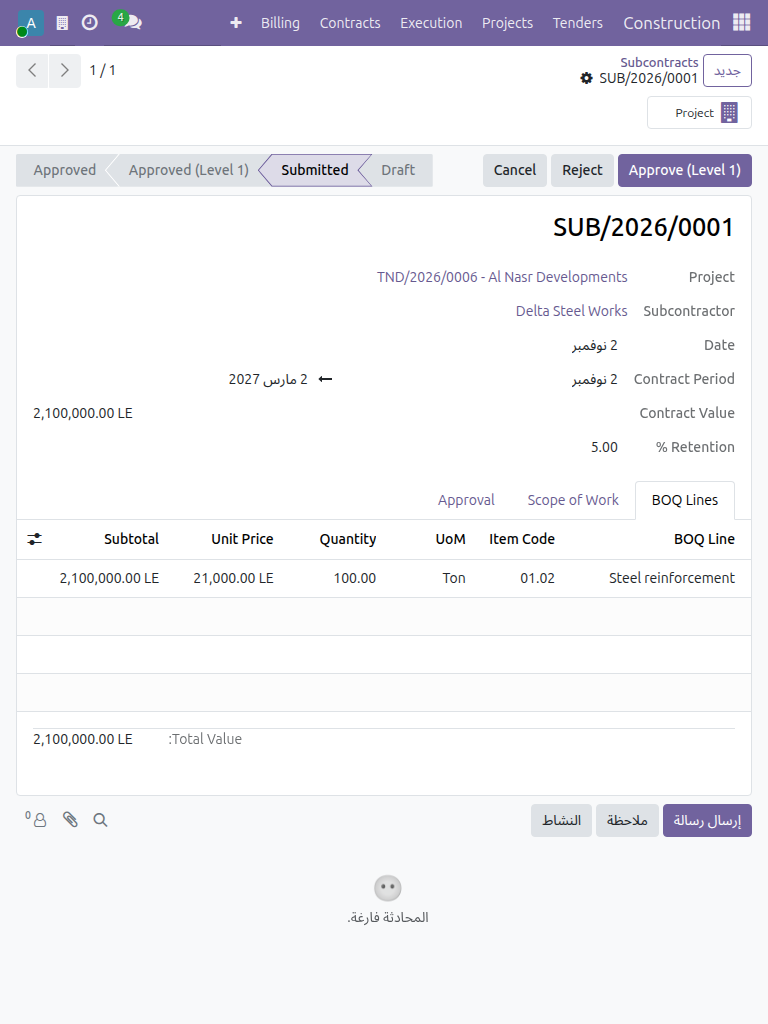 Construction Tenders Projects Execution Contracts Billing + 4 A
Subcontracts
جديد
SUB/2026/0001
1 / 1
Project
Approve (Level 1) Reject Cancel
Draft Submitted Approved (Level 1) Approved
SUB/2026/0001
Project TND/2026/0006 - Al Nasr Developments
Subcontractor Delta Steel Works
Date 2 نوفمبر
Contract Period 2 نوفمبر ← 2 مارس 2027
Contract Value 2,100,000.00 LE
% Retention 5.00
BOQ Lines Scope of Work Approval
BOQ Line Item Code UoM Quantity Unit Price Subtotal
Steel reinforcement 01.02 Ton 100.00 21,000.00 LE 2,100,000.00 LE
:Total Value 2,100,000.00 LE
إرسال رسالة ملاحظة النشاط 0
المحادثة فارغة.